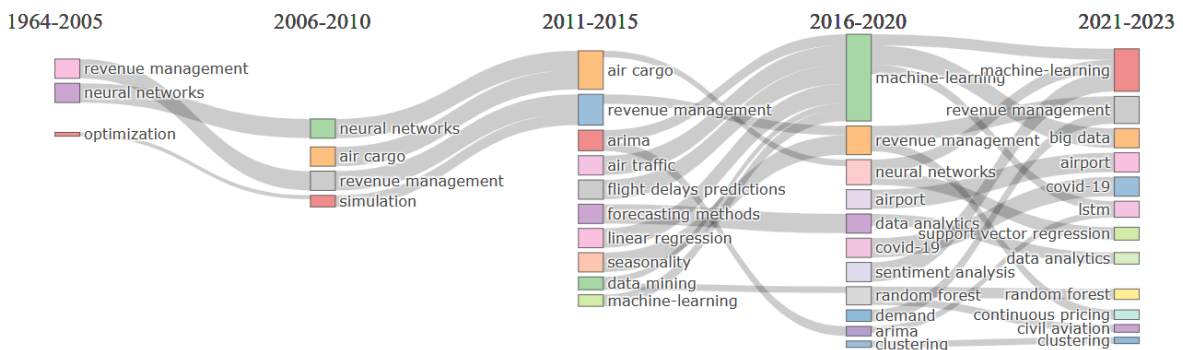 1964-2005
2006-2010
2011-2015
2016-2020
2021-2023
revenue management
neural networks
optimization
neural networks
air cargo
revenue management
simulation
air cargo
revenue management
arima
air traffic
flight delays predictions
forecasting methods
linear regression
seasonality
data mining
machine-learning
machine-learning
revenue management
neural networks
airport
data analytics
covid-19
sentiment analysis
random forest
demand
arima
clustering
machine-learning
revenue management
big data
airport
covid-19
lstm
support vector regression
data analytics
random forest
continuous pricing
civil aviation
clustering